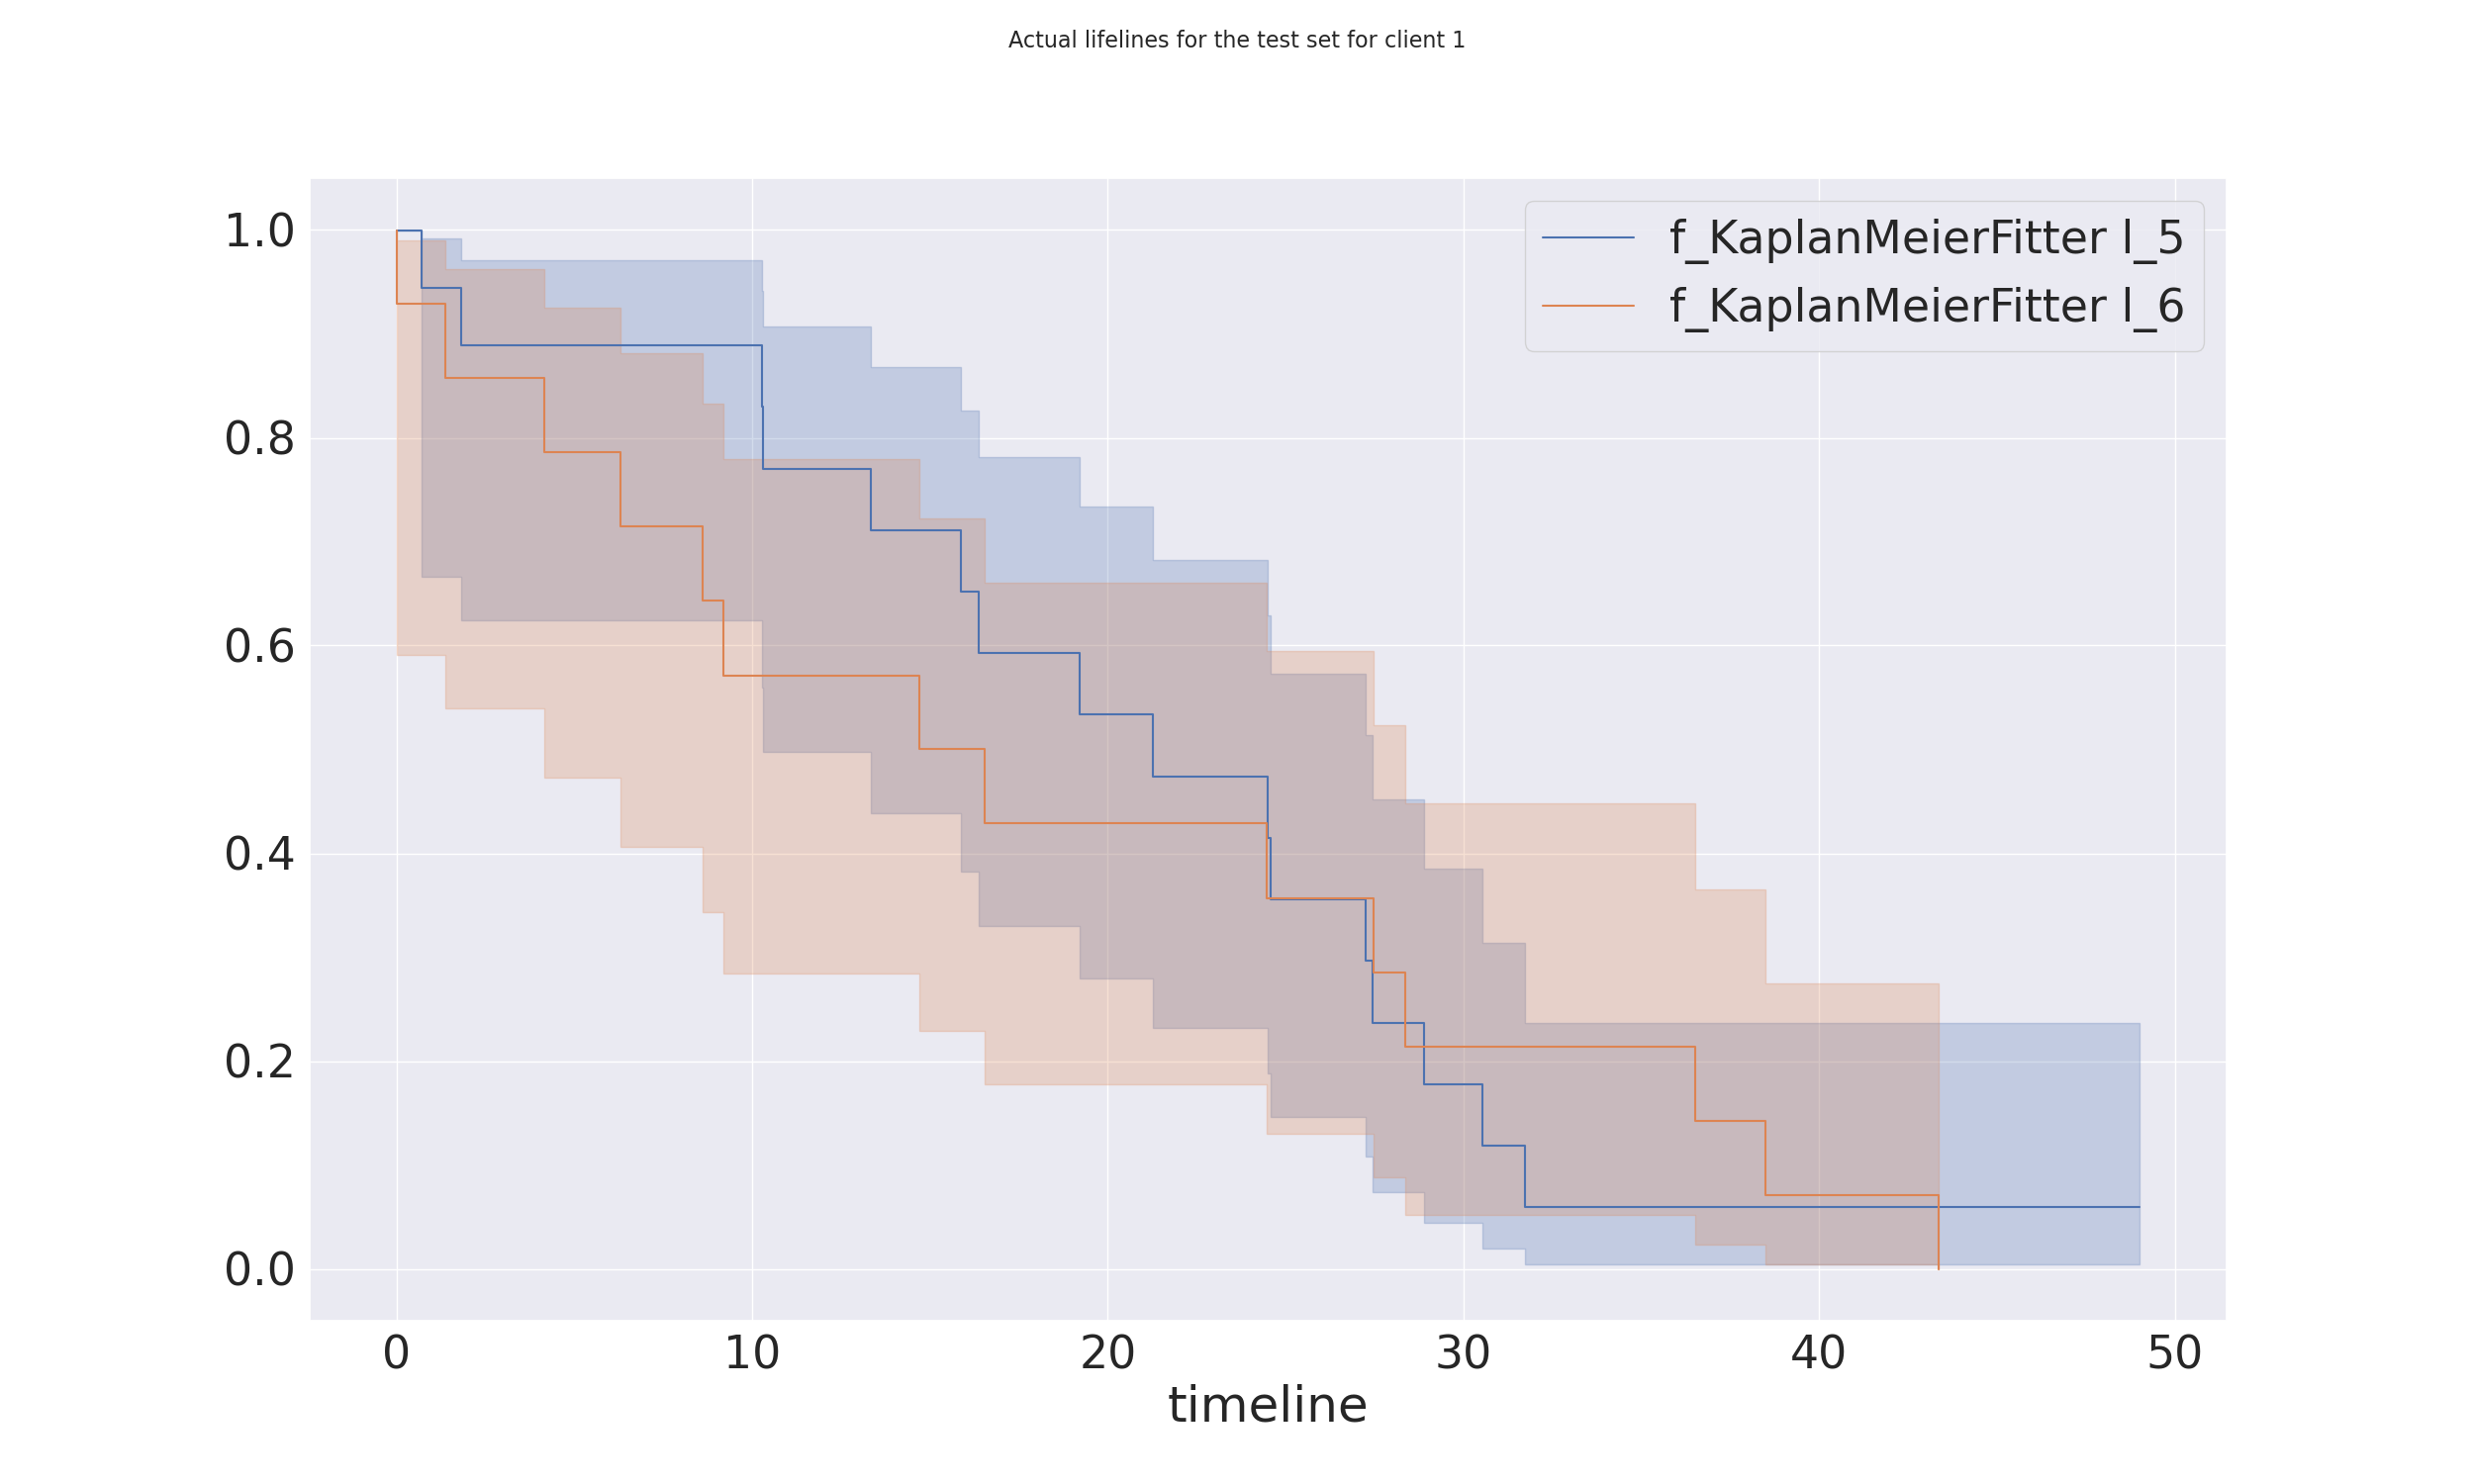 Actual lifelines for the test set for client 1
f_KaplanMeierFitter l_5
f_KaplanMeierFitter l_6
1.0
0.8
0.6
0.4
0.2
0.0
0 10 20 30 40 50
timeline